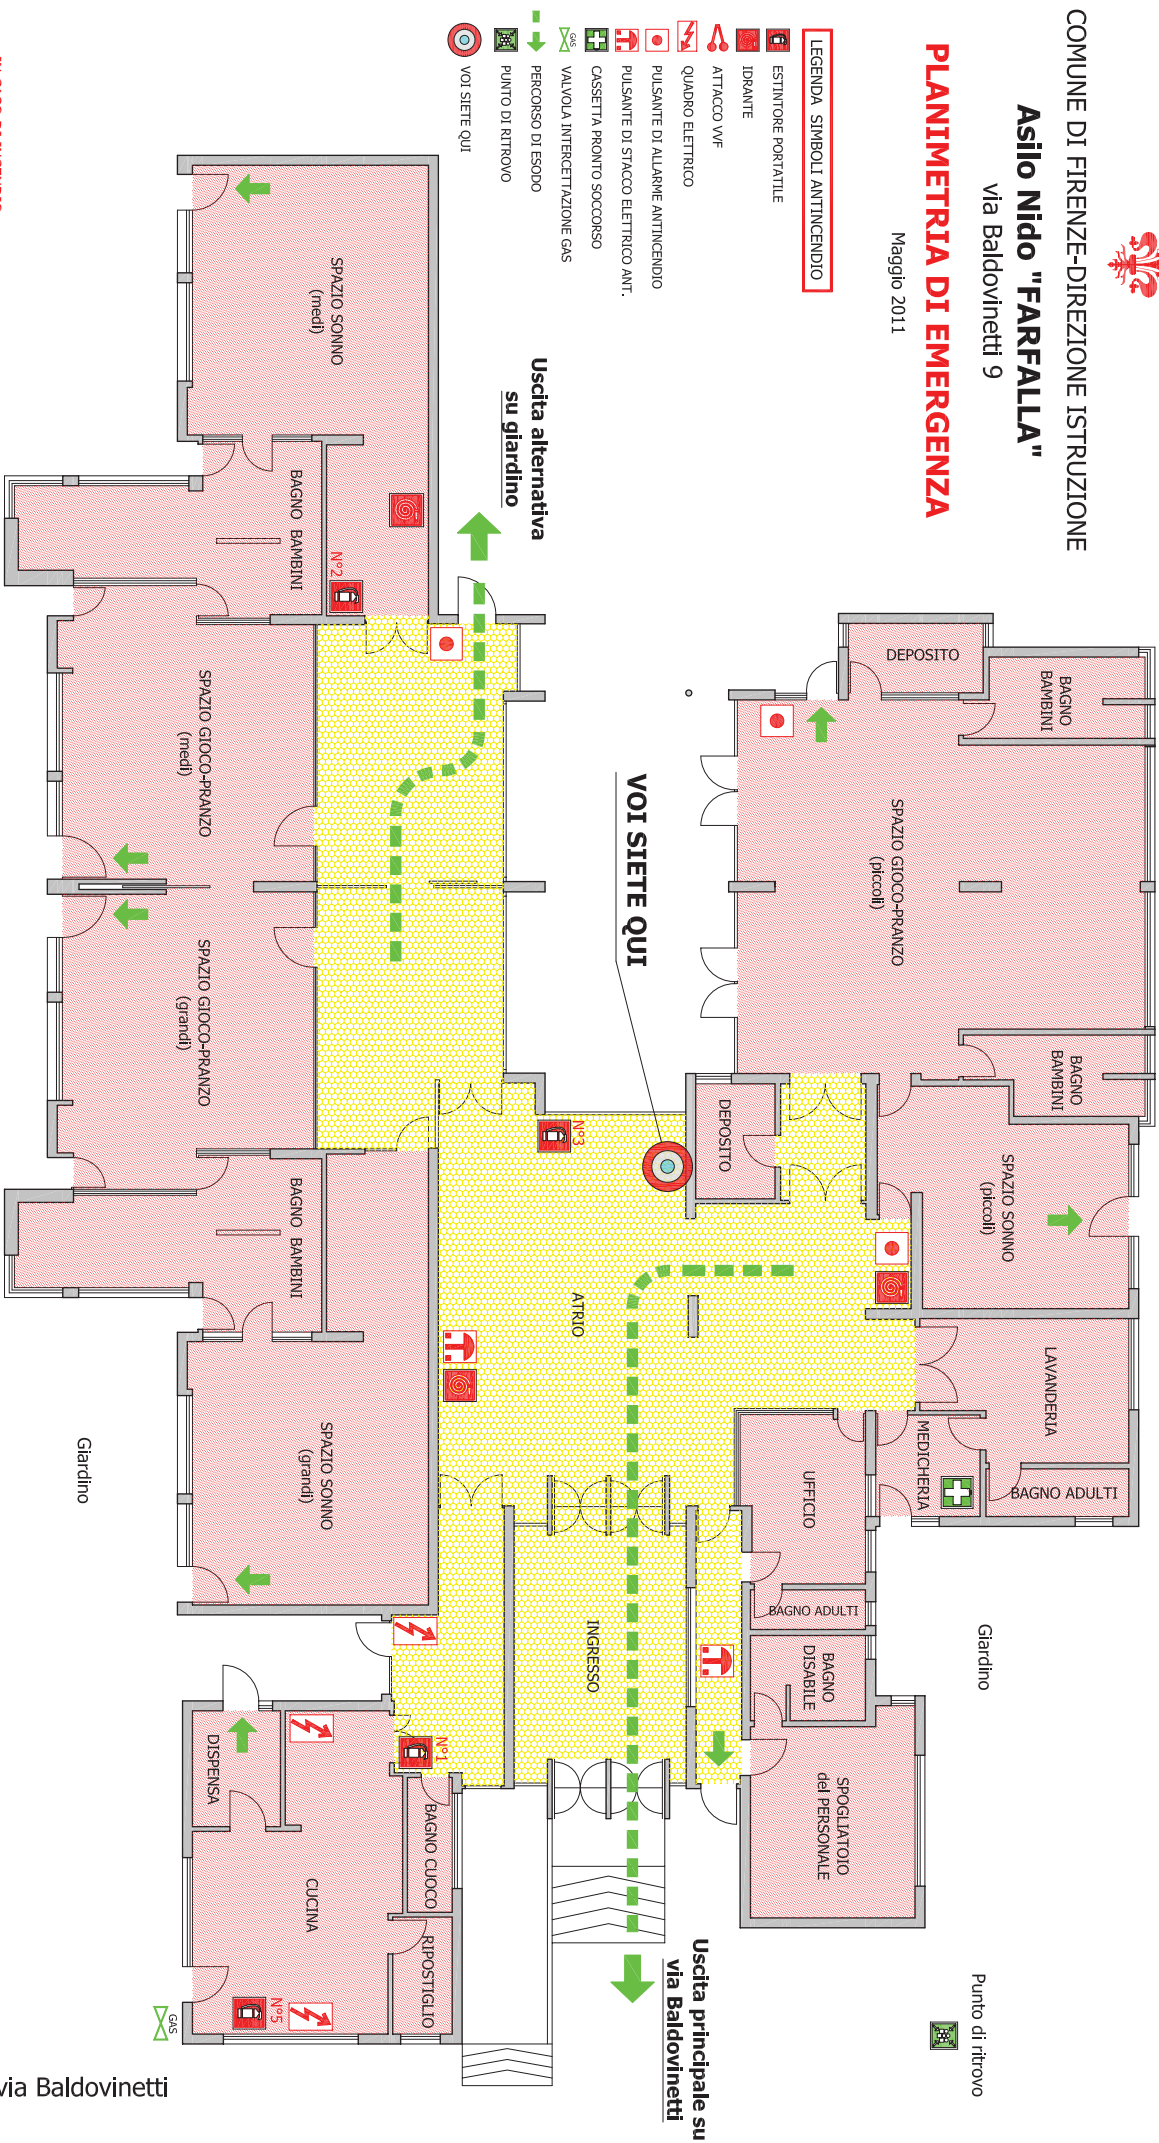 COMUNE DI FIRENZE-DIREZIONE ISTRUZIONE
Asilo Nido "FARFALLA"
via Baldovinetti 9
PLANIMETRIA DI EMERGENZA
Maggio 2011
LEGENDA SIMBOLI ANTINCENDIO
ESTINTORE PORTATILE
IDRANTE
ATTACCO VVF
QUADRO ELETTRICO
PULSANTE DI ALLARME ANTINCENDIO
PULSANTE DI STACCO ELETTRICO ANT.
CASSETTA PRONTO SOCCORSO
GAS
VALVOLA INTERCETTAZIONE GAS
PERCORSO DI ESODO
PUNTO DI RITROVO
VOI SIETE QUI
DEPOSITO
BAGNO
BAMBINI
SPAZIO GIOCO-PRANZO
(piccoli)
BAGNO
BAMBINI
SPAZIO SONNO
(piccoli)
LAVANDERIA
BAGNO ADULTI
MEDICHERIA
UFFICIO
BAGNO ADULTI
BAGNO
DISABILE
SPOGLIATOIO
del PERSONALE
Giardino
Punto di ritrovo
DEPOSITO
VOI SIETE QUI
N°3
ATRIO
INGRESSO
Uscita principale su
via Baldovinetti
Uscita alternativa
su giardino
SPAZIO SONNO
(medi)
N°2
BAGNO BAMBINI
SPAZIO GIOCO-PRANZO
(medi)
SPAZIO GIOCO-PRANZO
(grandi)
BAGNO BAMBINI
SPAZIO SONNO
(grandi)
Giardino
N°1
BAGNO CUOCO
RIPOSTIGLIO
DISPENSA
CUCINA
N°5
GAS
via Baldovinetti